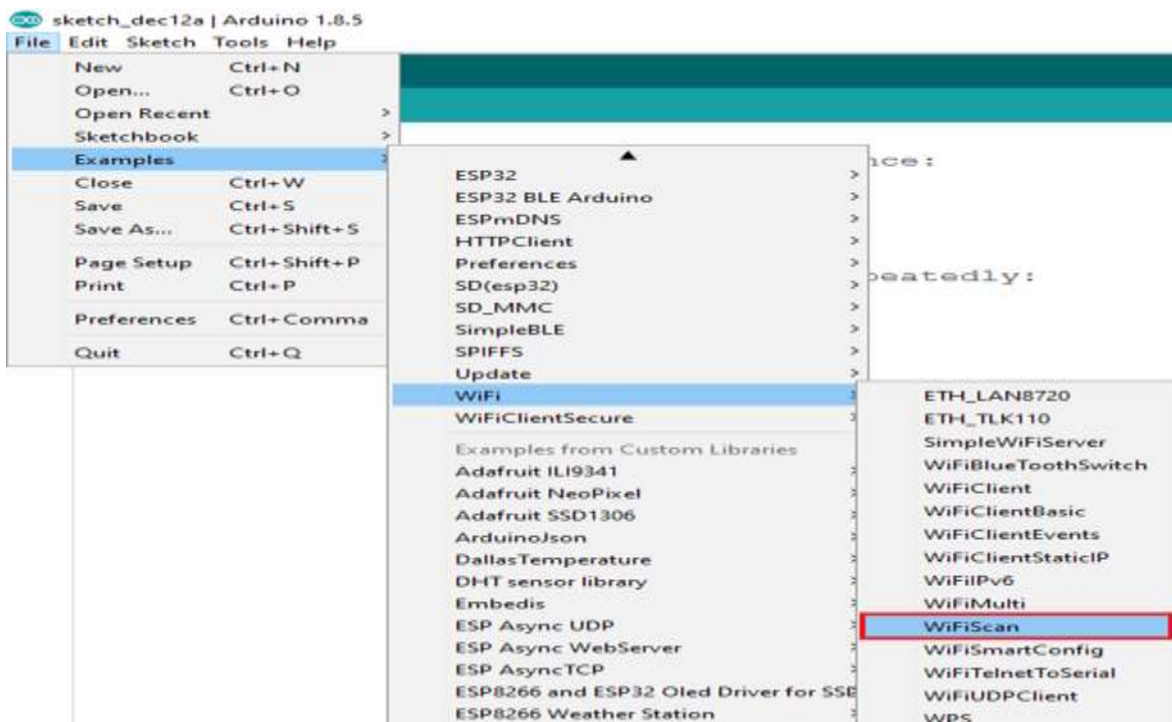 sketch_dec12a | Arduino 1.8.5
File Edit Sketch Tools Help
New Ctrl+N
Open... Ctrl+O
Open Recent >
Sketchbook >
Examples
Close Ctrl+W
Save Ctrl+S
Save As... Ctrl+Shift+S
Page Setup Ctrl+Shift+P
Print Ctrl+P
Preferences Ctrl+Comma
Quit Ctrl+Q
nce:
peatedly:
ESP32 >
ESP32 BLE Arduino >
ESPmDNS >
HTTPClient >
Preferences >
SD(esp32) >
SD_MMC >
SimpleBLE >
SPIFFS >
Update >
WiFi
WiFiClientSecure
Examples from Custom Libraries
Adafruit ILI9341
Adafruit NeoPixel
Adafruit SSD1306
ArduinoJson
DallasTemperature
DHT sensor library
Embedis
ESP Async UDP
ESP Async WebServer
ESP AsyncTCP
ESP8266 and ESP32 Oled Driver for SSD
ESP8266 Weather Station
ETH_LAN8720
ETH_TLK110
SimpleWiFiServer
WiFiBlueToothSwitch
WiFiClient
WiFiClientBasic
WiFiClientEvents
WiFiClientStaticIP
WiFiIPv6
WiFiMulti
WiFiScan
WiFiSmartConfig
WiFiTelnetToSerial
WiFiUDPClient
WPS